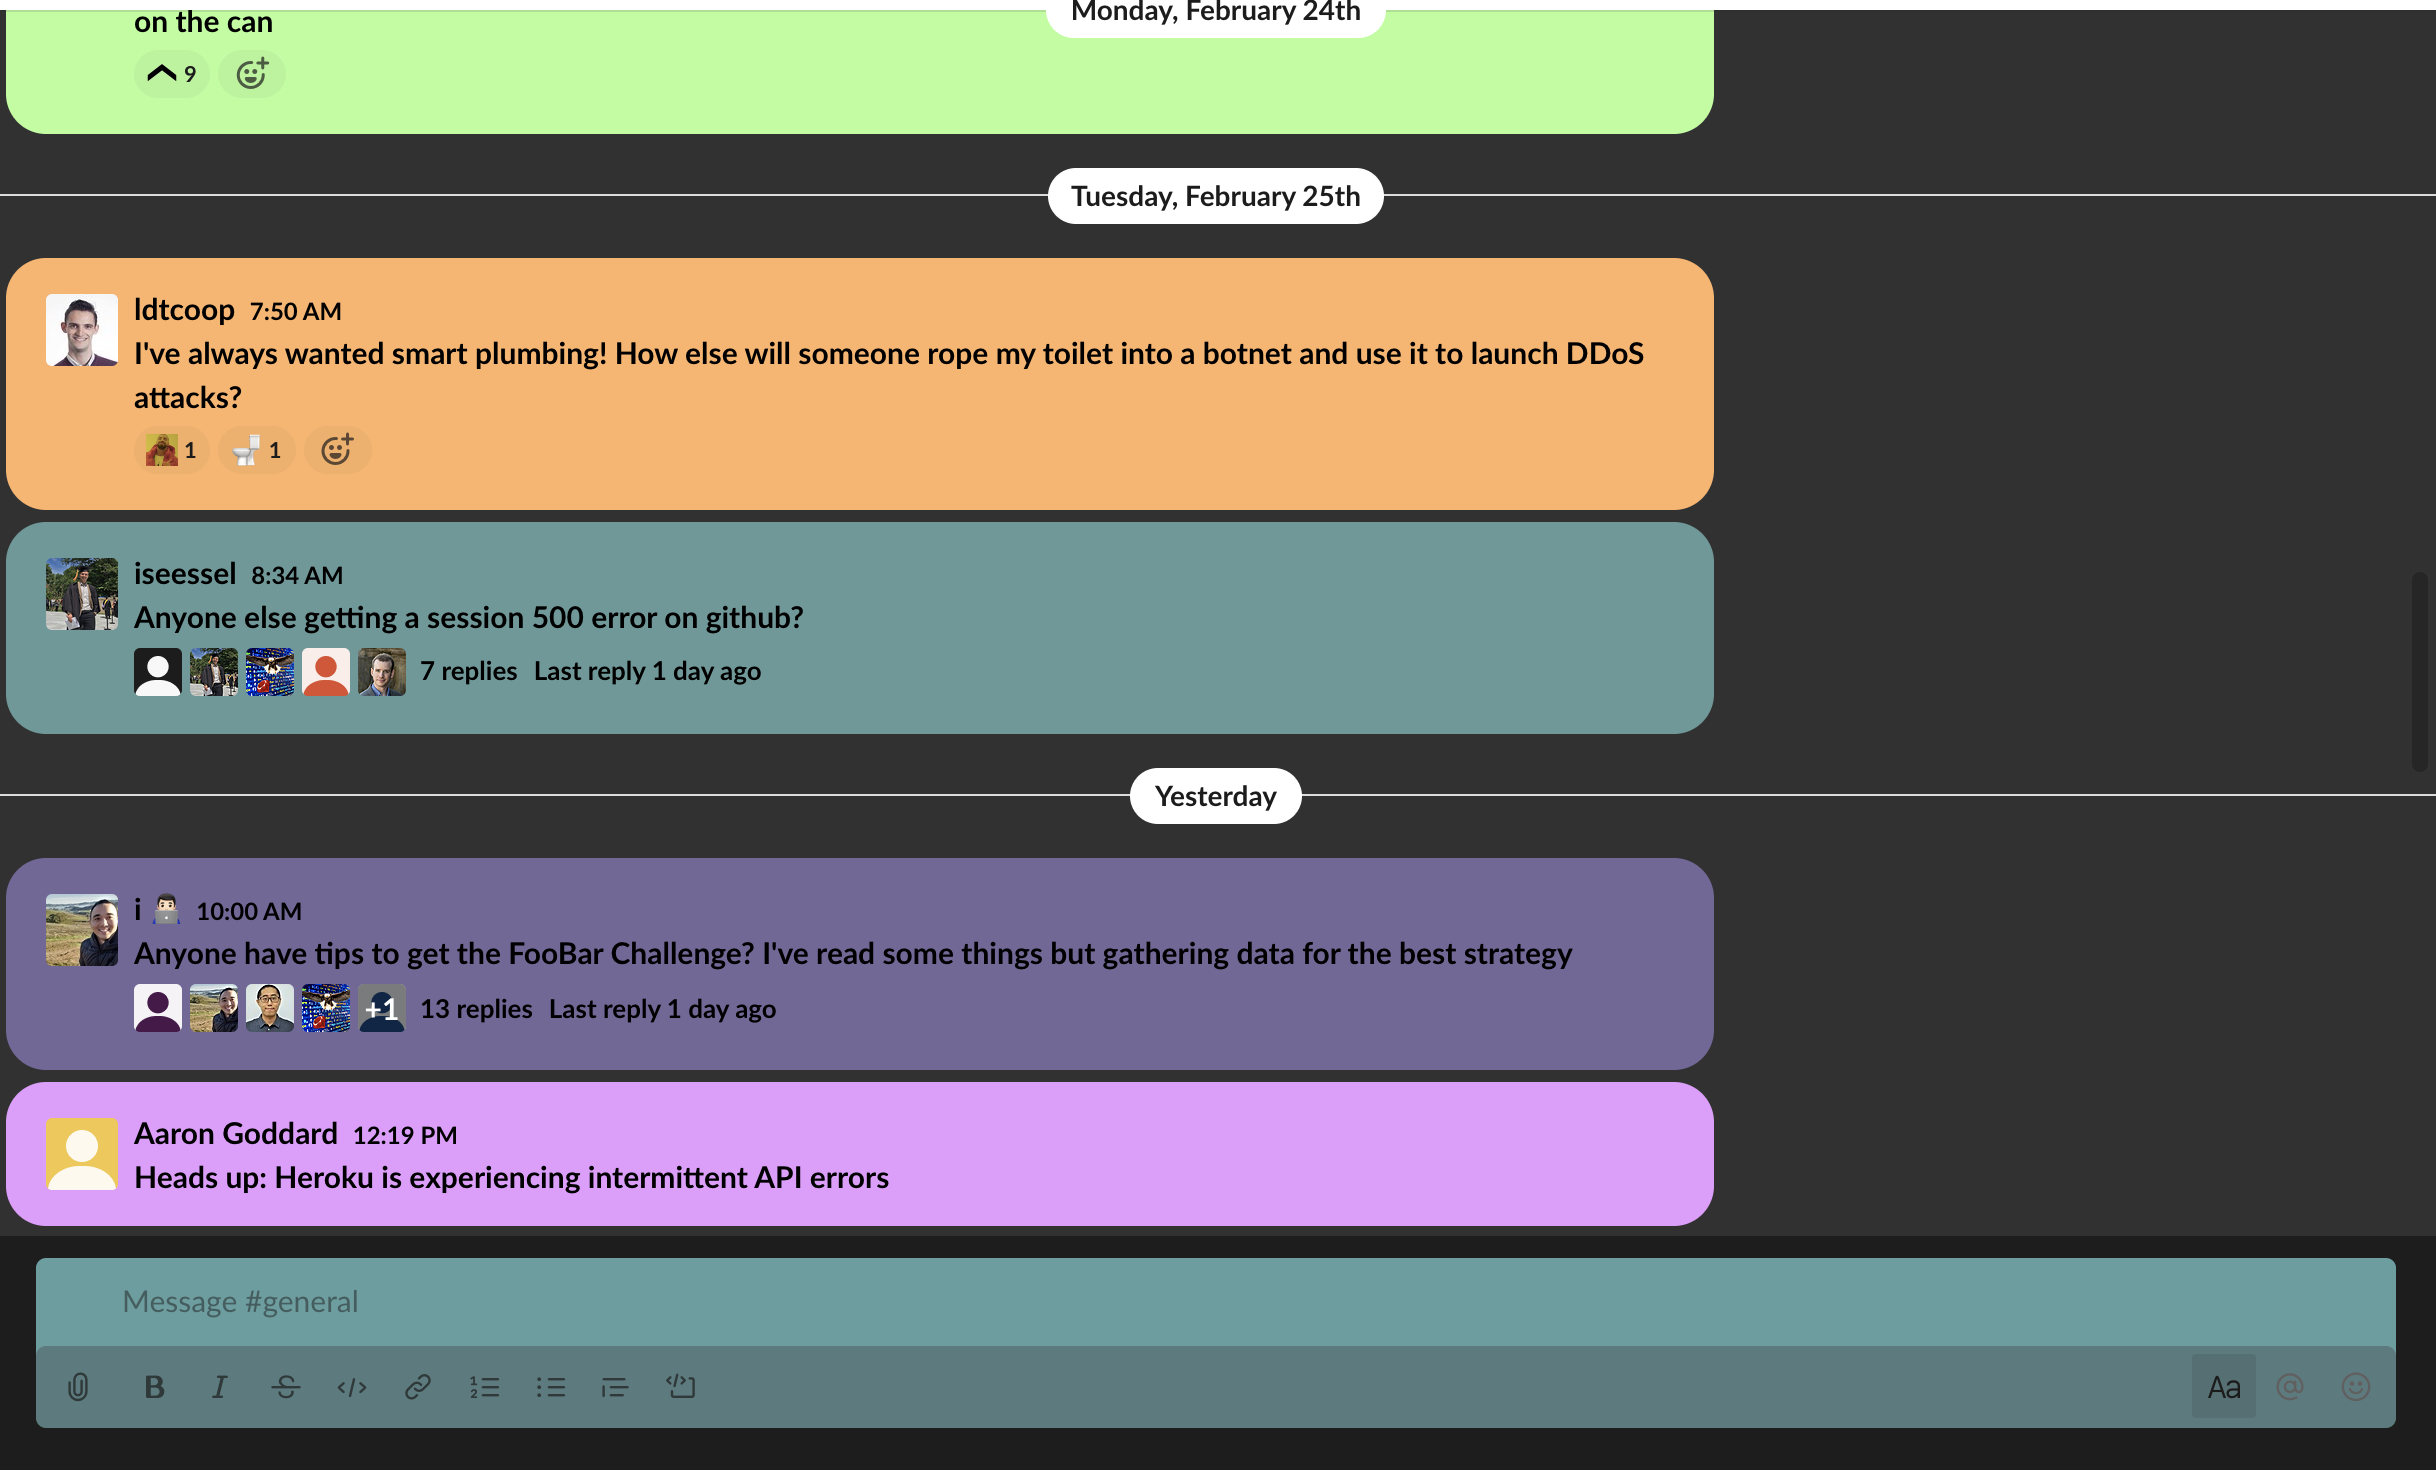 Monday, February 24th
on the can
9
Tuesday, February 25th
ldtcoop 7:50 AM
I've always wanted smart plumbing! How else will someone rope my toilet into a botnet and use it to launch DDoS
attacks?
1 1
iseessel 8:34 AM
Anyone else getting a session 500 error on github?
7 replies Last reply 1 day ago
Yesterday
i 10:00 AM
Anyone have tips to get the FooBar Challenge? I've read some things but gathering data for the best strategy
+1 13 replies Last reply 1 day ago
Aaron Goddard 12:19 PM
Heads up: Heroku is experiencing intermittent API errors
Message #general
B I S </> Aa @